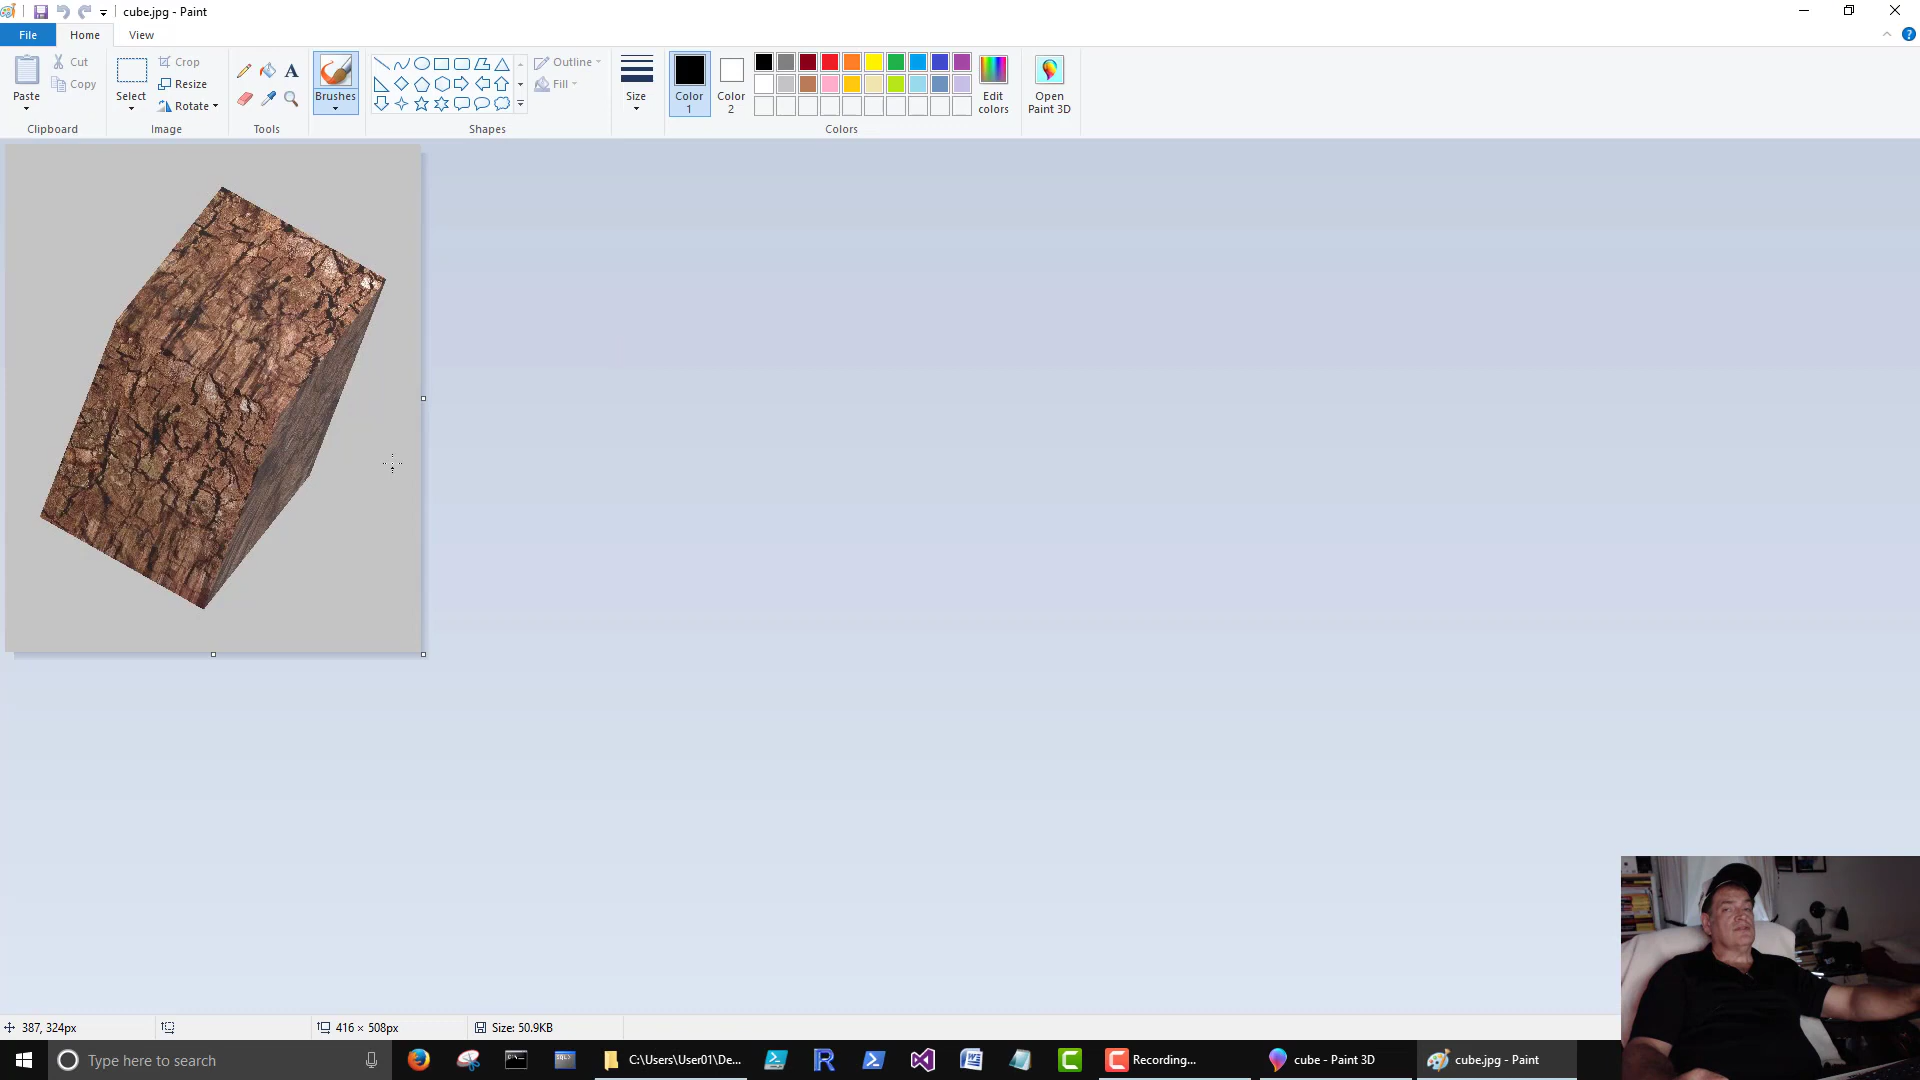 cube.jpg - Paint
File Home View
Paste
Cut
Copy
Clipboard
Select
Crop
Resize
Rotate
Image
Tools
Brushes
Shapes
Outline
Fill
Size
Color 1
Color 2
Colors
Edit colors
Open Paint 3D
387, 324px
416 × 508px
Size: 50.9KB
Type here to search
C:\Users\User01\De...
Recording...
cube - Paint 3D
cube.jpg - Paint